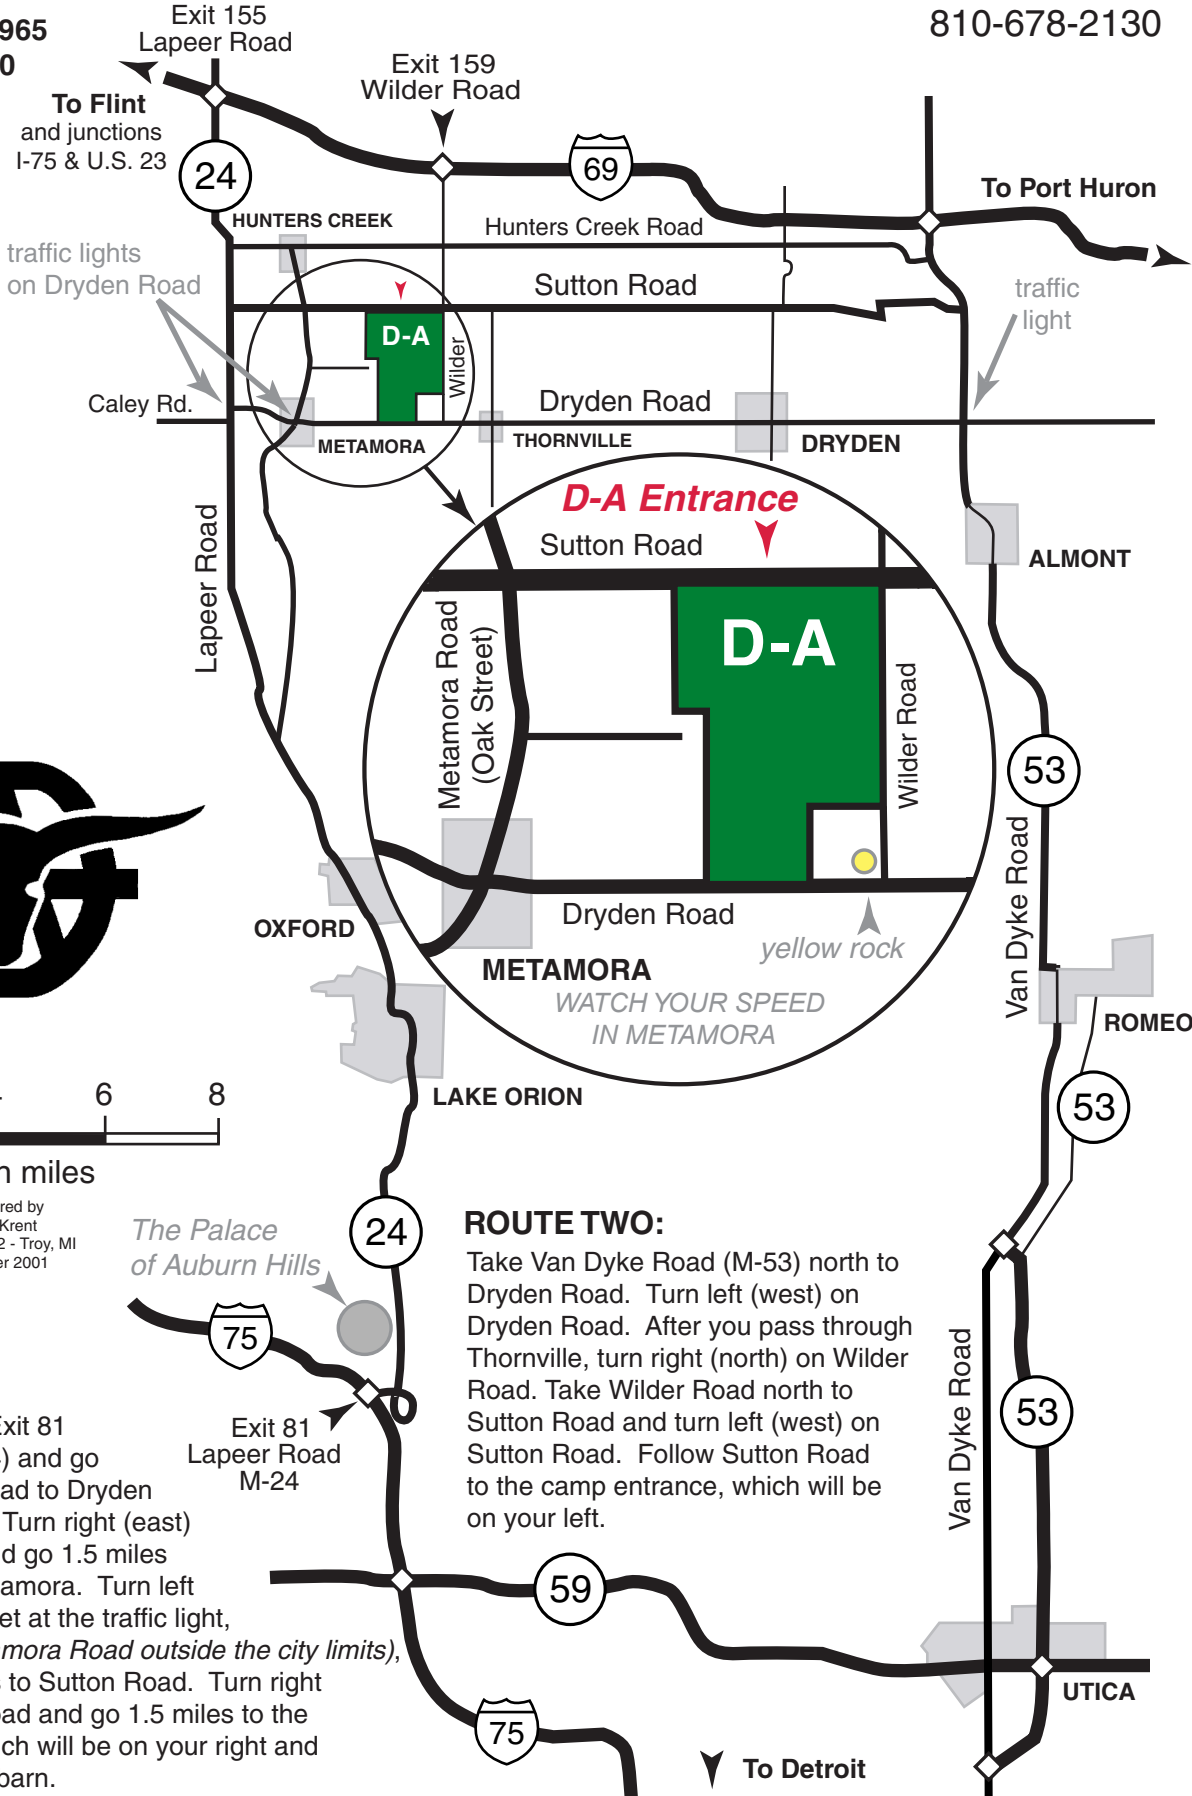 Exit 155
Lapeer Road
965
0
810-678-2130
Exit 159
Wilder Road
To Flint
and junctions
I-75 & U.S. 23
24
69
To Port Huron
HUNTERS CREEK
Hunters Creek Road
traffic lights
on Dryden Road
Sutton Road
traffic
light
D-A
Wilder
Caley Rd.
Dryden Road
METAMORA
THORNVILLE
DRYDEN
D-A Entrance
Sutton Road
ALMONT
Lapeer Road
Metamora Road
(Oak Street)
D-A
Wilder Road
53
Van Dyke Road
OXFORD
Dryden Road
yellow rock
METAMORA
WATCH YOUR SPEED
IN METAMORA
ROMEO
LAKE ORION
53
6 8
miles
red by
Krent
2 - Troy, MI
er 2001
The Palace
of Auburn Hills
24
75
Exit 81
Lapeer Road
M-24
ROUTE TWO:
Take Van Dyke Road (M-53) north to
Dryden Road. Turn left (west) on
Dryden Road. After you pass through
Thornville, turn right (north) on Wilder
Road. Take Wilder Road north to
Sutton Road and turn left (west) on
Sutton Road. Follow Sutton Road
to the camp entrance, which will be
on your left.
Van Dyke Road
53
Exit 81
) and go
ad to Dryden
Turn right (east)
d go 1.5 miles
amora. Turn left
et at the traffic light,
mora Road outside the city limits),
s to Sutton Road. Turn right
oad and go 1.5 miles to the
ch will be on your right and
barn.
59
UTICA
75
To Detroit